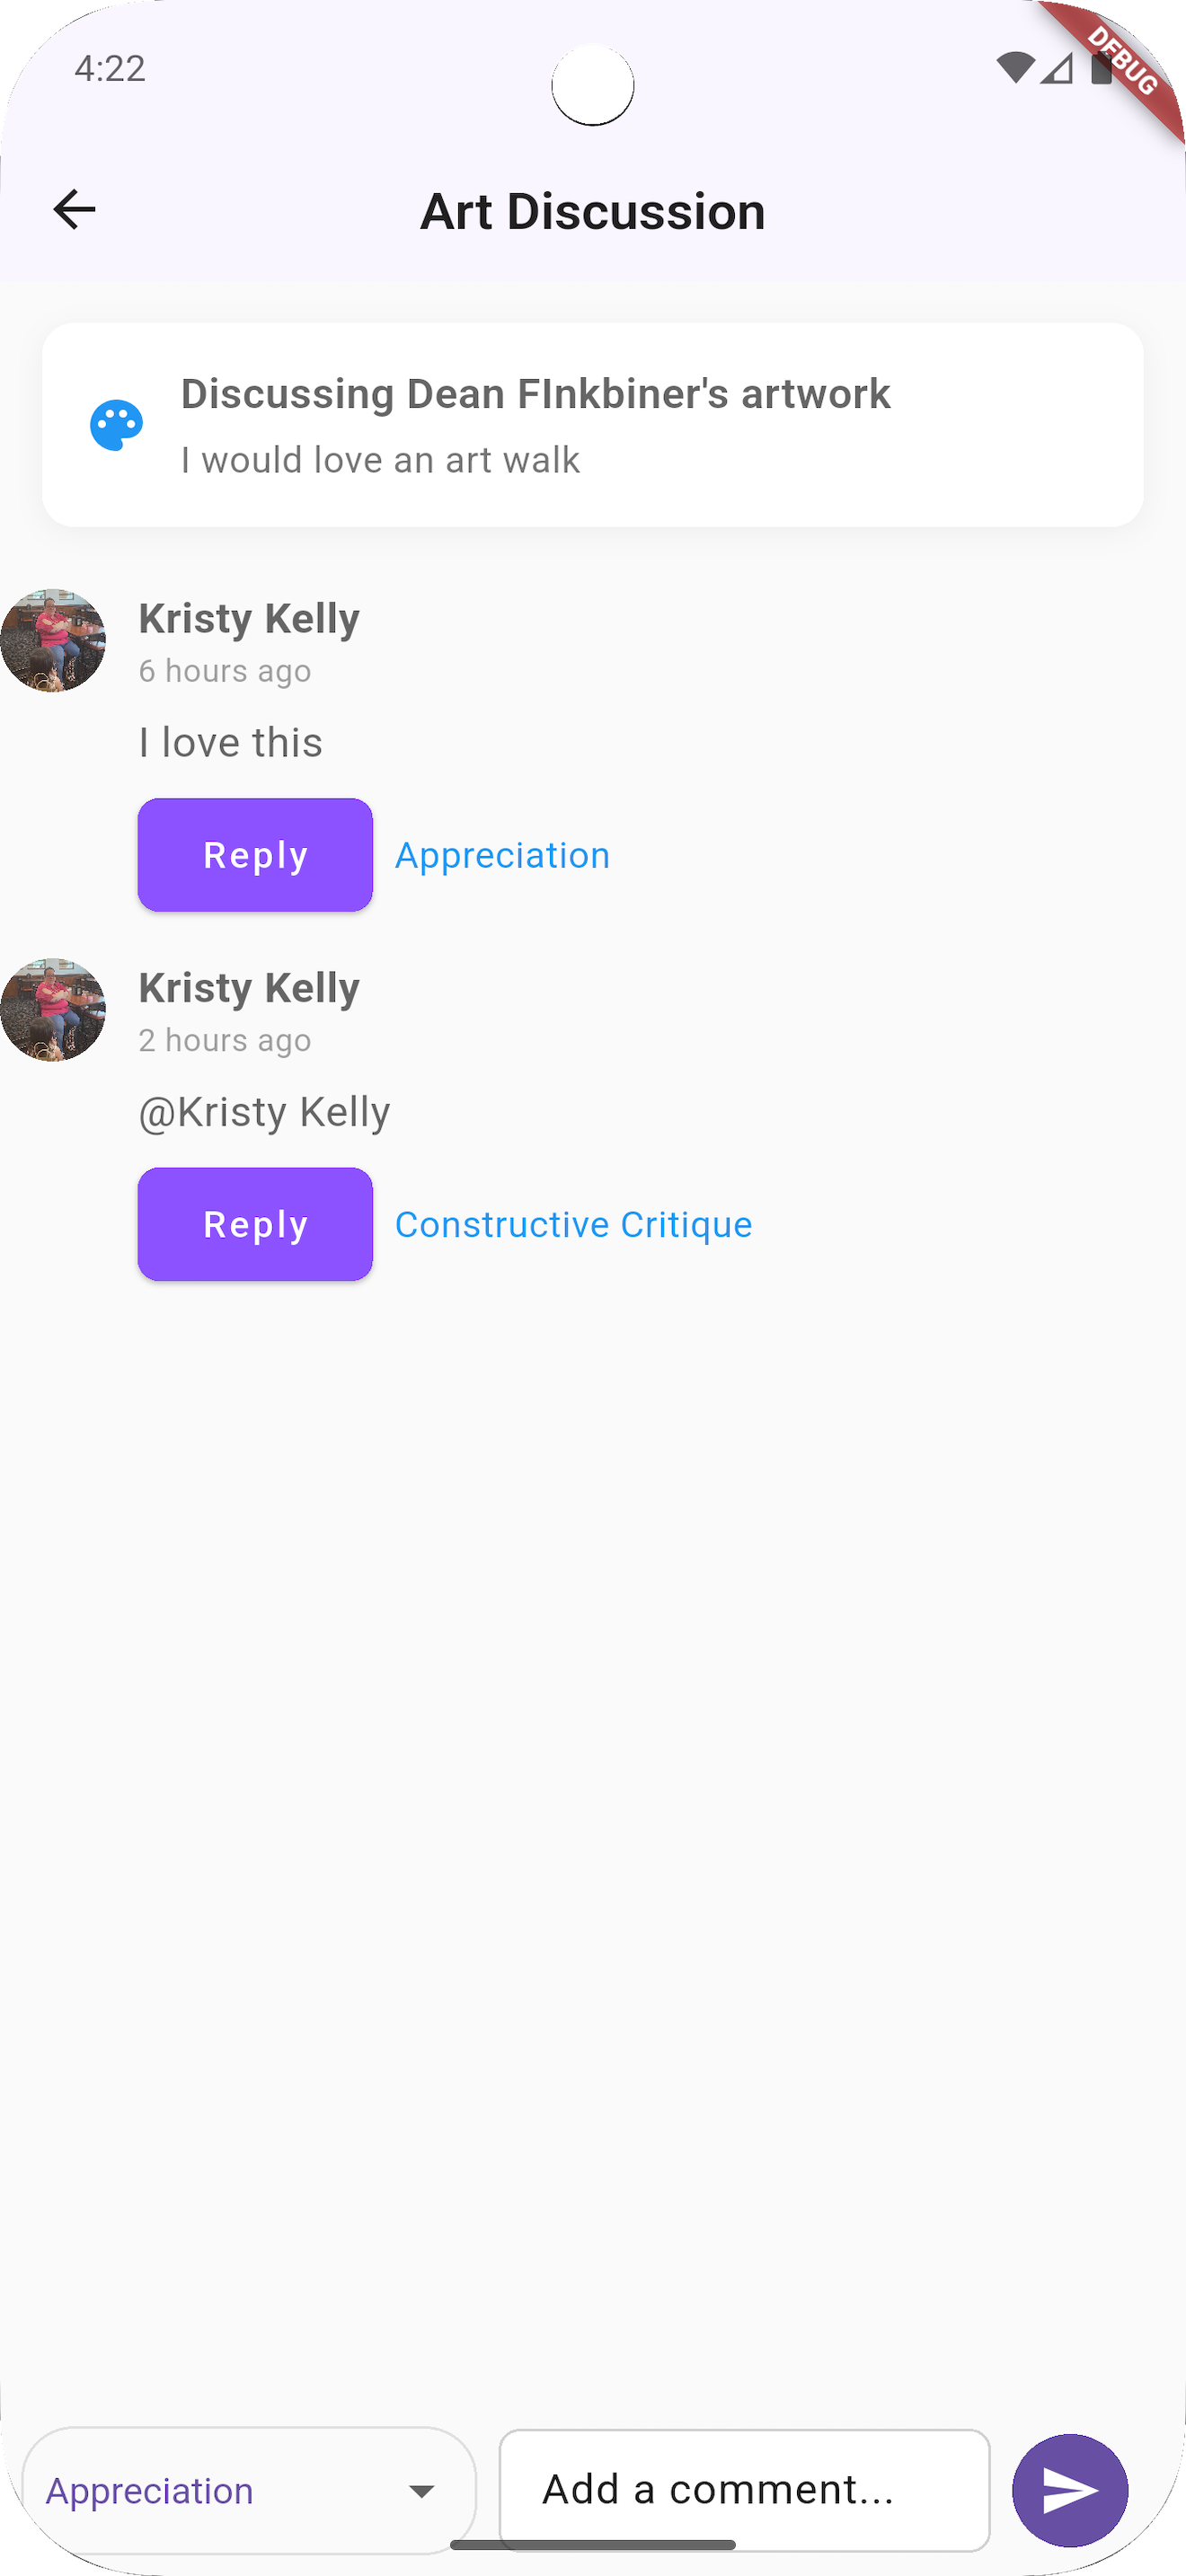 4:22
DEBUG
Art Discussion
Discussing Dean FInkbiner's artwork
I would love an art walk
Kristy Kelly
6 hours ago
I love this
Reply Appreciation
Kristy Kelly
2 hours ago
@Kristy Kelly
Reply Constructive Critique
Appreciation Add a comment...